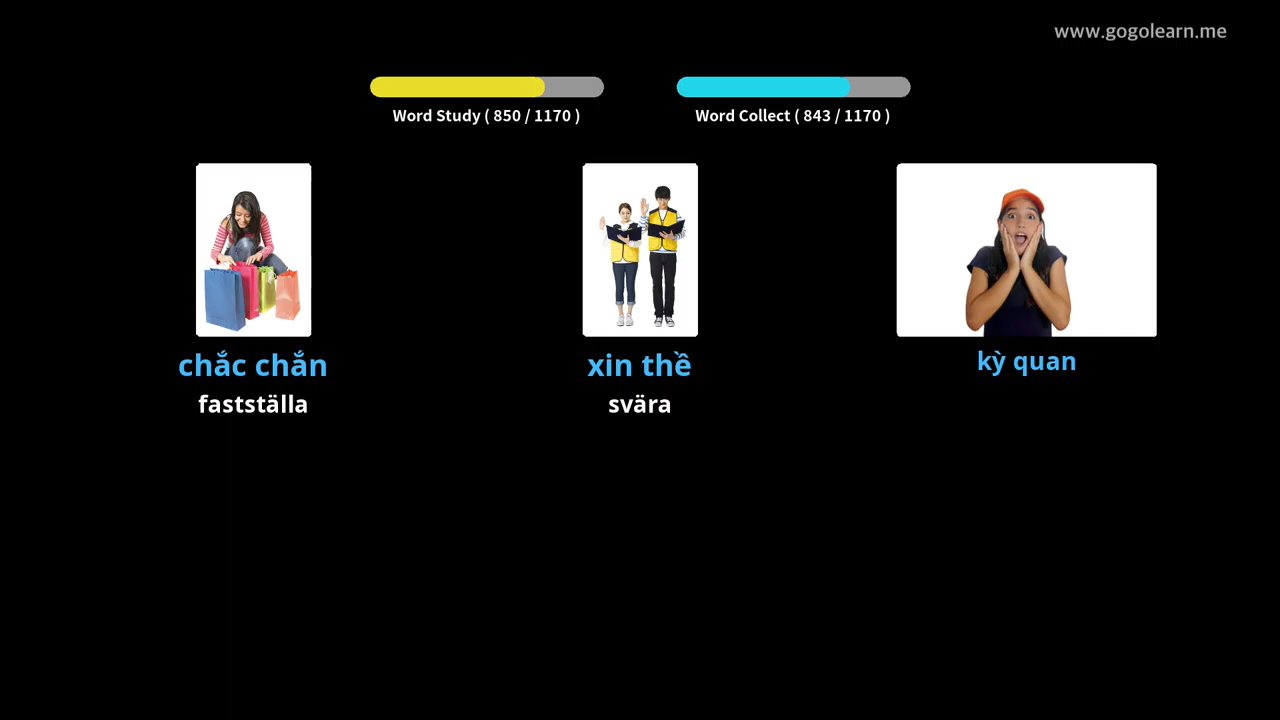 www.gogolearn.me
Word Study ( 850 / 1170 )
Word Collect ( 843 / 1170 )
chắc chắn
fastställa
xin thề
svära
kỳ quan